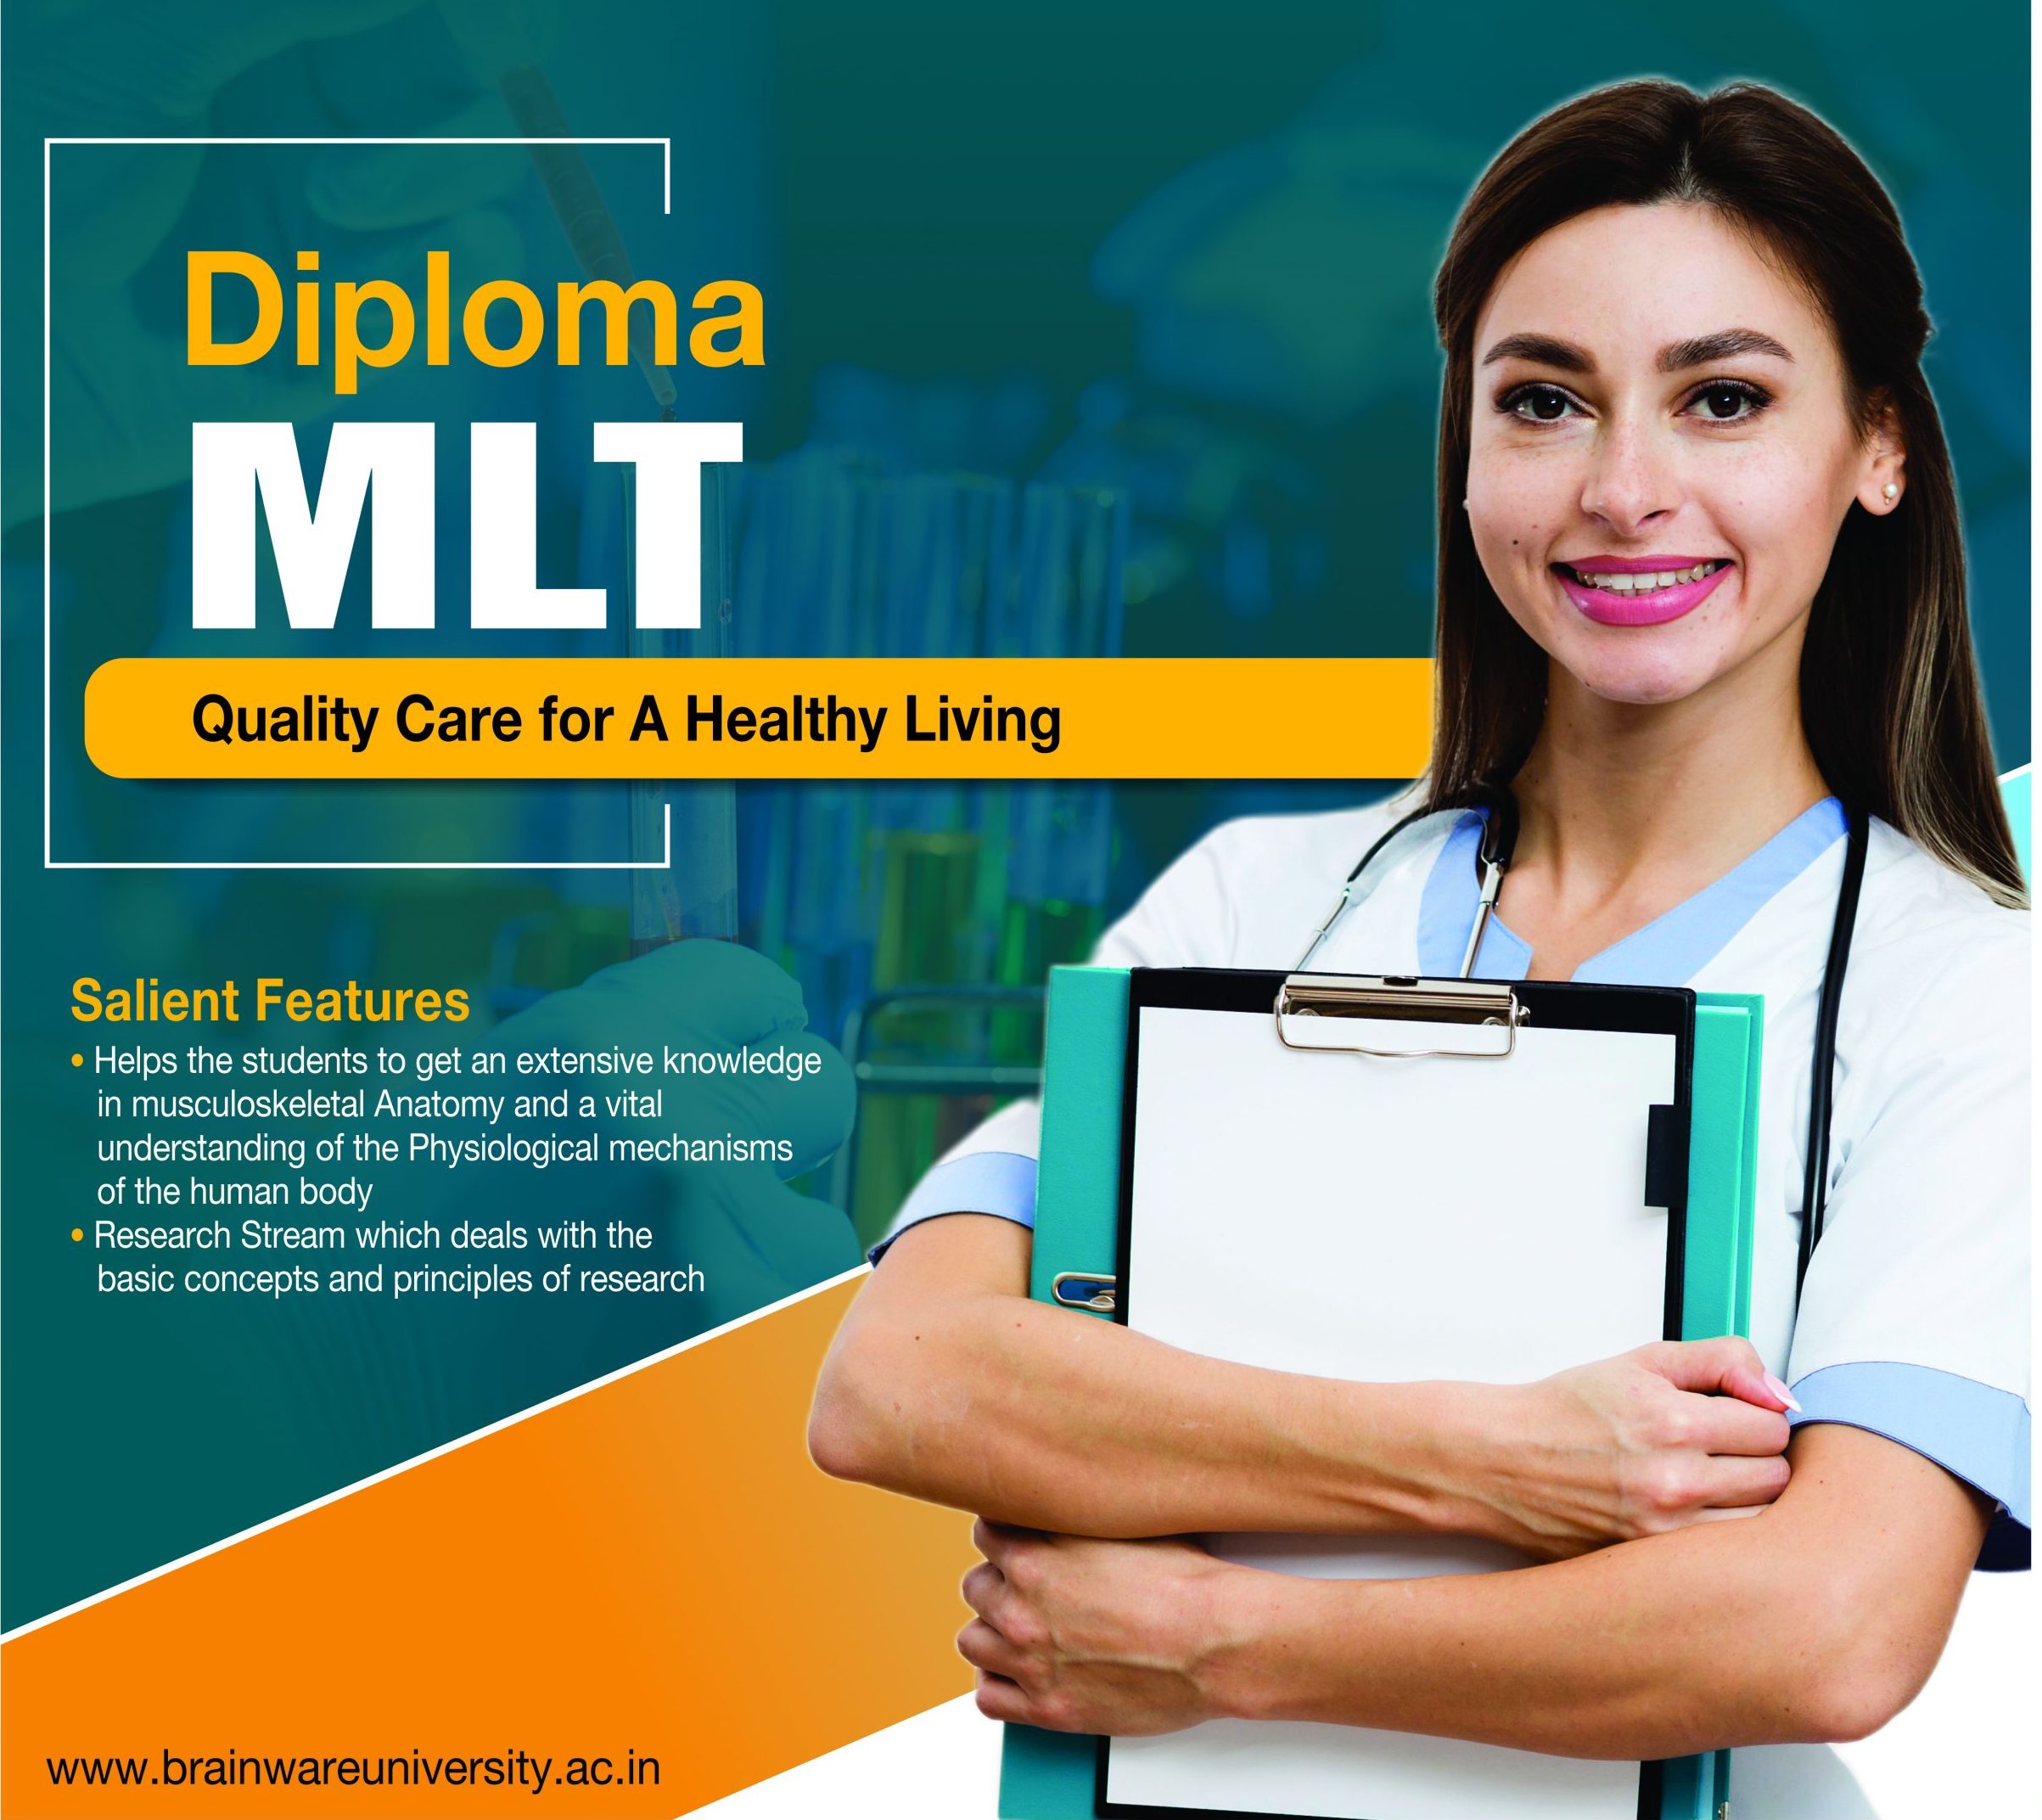 Diploma
MLT
Quality Care for A Healthy Living
Salient Features
• Helps the students to get an extensive knowledge
in musculoskeletal Anatomy and a vital
understanding of the Physiological mechanisms
of the human body
• Research Stream which deals with the
basic concepts and principles of research
www.brainwareuniversity.ac.in